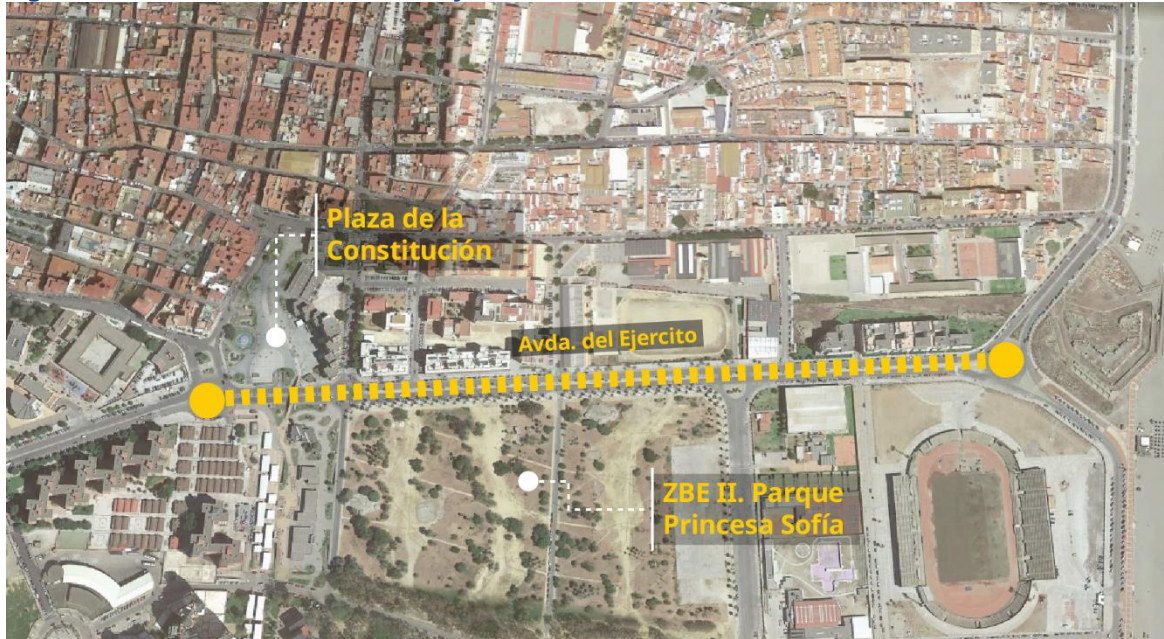 Plaza de la
Constitución
Avda. del Ejercito
ZBE II. Parque
Princesa Sofía